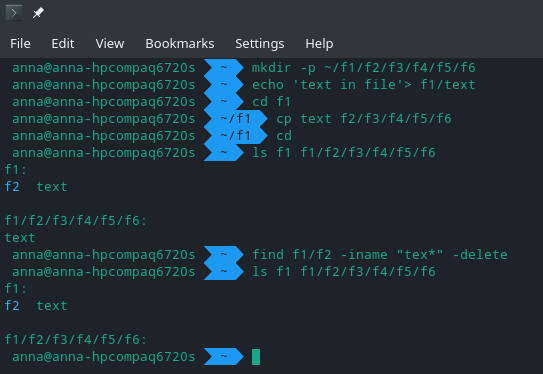 File Edit View Bookmarks Settings Help
anna@anna-hpcompaq6720s ~ mkdir -p ~/f1/f2/f3/f4/f5/f6
anna@anna-hpcompaq6720s ~ echo 'text in file'> f1/text
anna@anna-hpcompaq6720s ~ cd f1
anna@anna-hpcompaq6720s ~/f1 cp text f2/f3/f4/f5/f6
anna@anna-hpcompaq6720s ~/f1 cd
anna@anna-hpcompaq6720s ~ ls f1 f1/f2/f3/f4/f5/f6
f1:
f2 text
f1/f2/f3/f4/f5/f6:
text
anna@anna-hpcompaq6720s ~ find f1/f2 -iname "tex*" -delete
anna@anna-hpcompaq6720s ~ ls f1 f1/f2/f3/f4/f5/f6
f1:
f2 text
f1/f2/f3/f4/f5/f6:
anna@anna-hpcompaq6720s ~